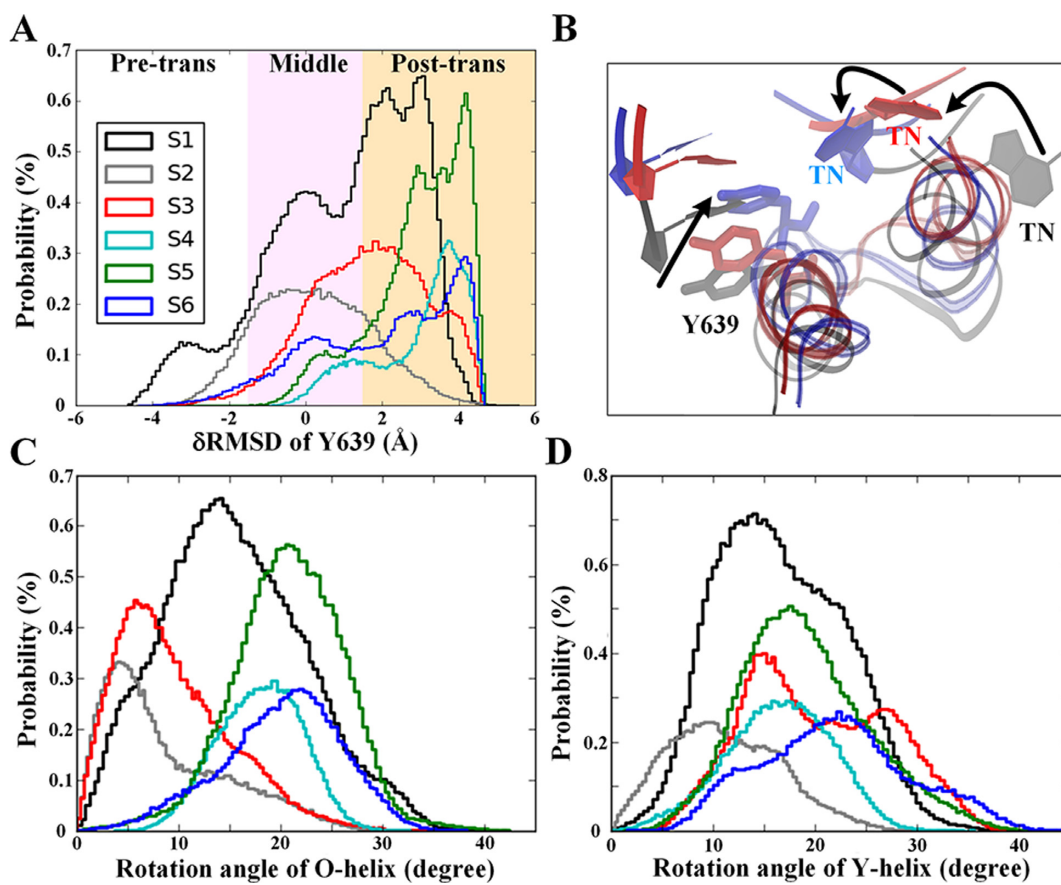 A
Pre-trans Middle Post-trans
Probability (%)
0.7
0.6
0.5
0.4
0.3
0.2
0.1
0
S1
S2
S3
S4
S5
S6
-6 -4 -2 0 2 4 6
δRMSD of Y639 (Å)
B
TN
TN
TN
Y639
C
Probability (%)
0.7
0.6
0.5
0.4
0.3
0.2
0.1
0
0 10 20 30 40
Rotation angle of O-helix (degree)
D
Probability (%)
0.8
0.6
0.4
0.2
0
0 10 20 30 40
Rotation angle of Y-helix (degree)